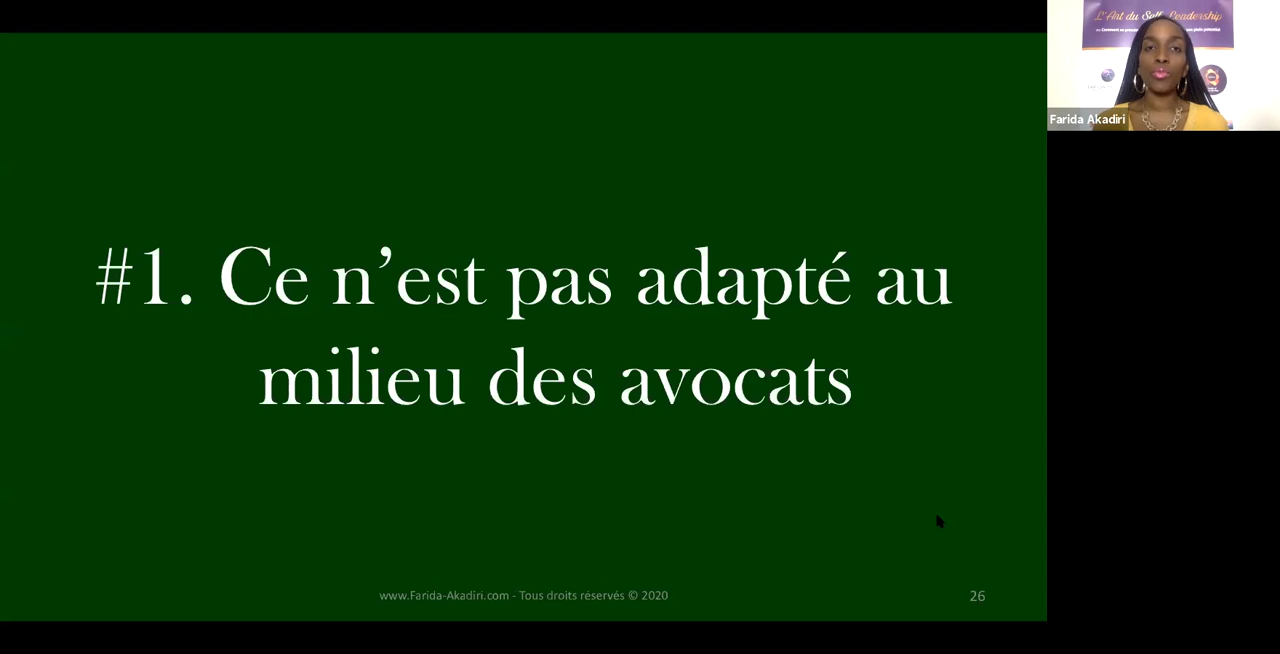 #1. Ce n’est pas adapté au
milieu des avocats
www.Farida-Akadiri.com - Tous droits réservés © 2020
26
L'Art du Self-Leadership
Farida Akadiri